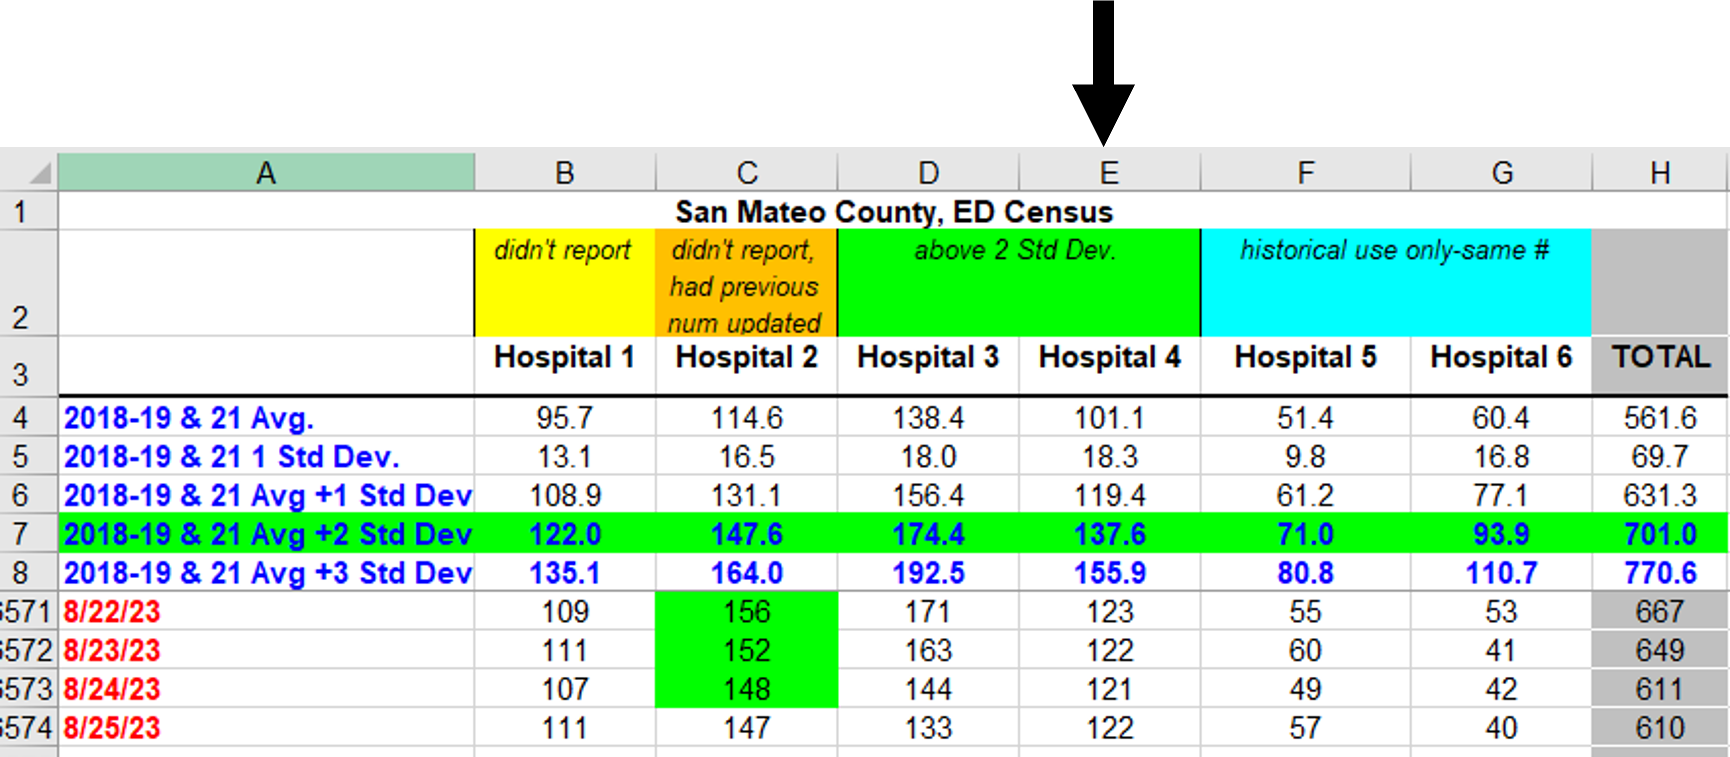 A B C D E F G H
1 San Mateo County, ED Census
2 didn't report didn't report, had previous num updated above 2 Std Dev. historical use only-same #
3 Hospital 1 Hospital 2 Hospital 3 Hospital 4 Hospital 5 Hospital 6 TOTAL
4 2018-19 & 21 Avg. 95.7 114.6 138.4 101.1 51.4 60.4 561.6
5 2018-19 & 21 1 Std Dev. 13.1 16.5 18.0 18.3 9.8 16.8 69.7
6 2018-19 & 21 Avg +1 Std Dev 108.9 131.1 156.4 119.4 61.2 77.1 631.3
7 2018-19 & 21 Avg +2 Std Dev 122.0 147.6 174.4 137.6 71.0 93.9 701.0
8 2018-19 & 21 Avg +3 Std Dev 135.1 164.0 192.5 155.9 80.8 110.7 770.6
6571 8/22/23 109 156 171 123 55 53 667
6572 8/23/23 111 152 163 122 60 41 649
6573 8/24/23 107 148 144 121 49 42 611
6574 8/25/23 111 147 133 122 57 40 610